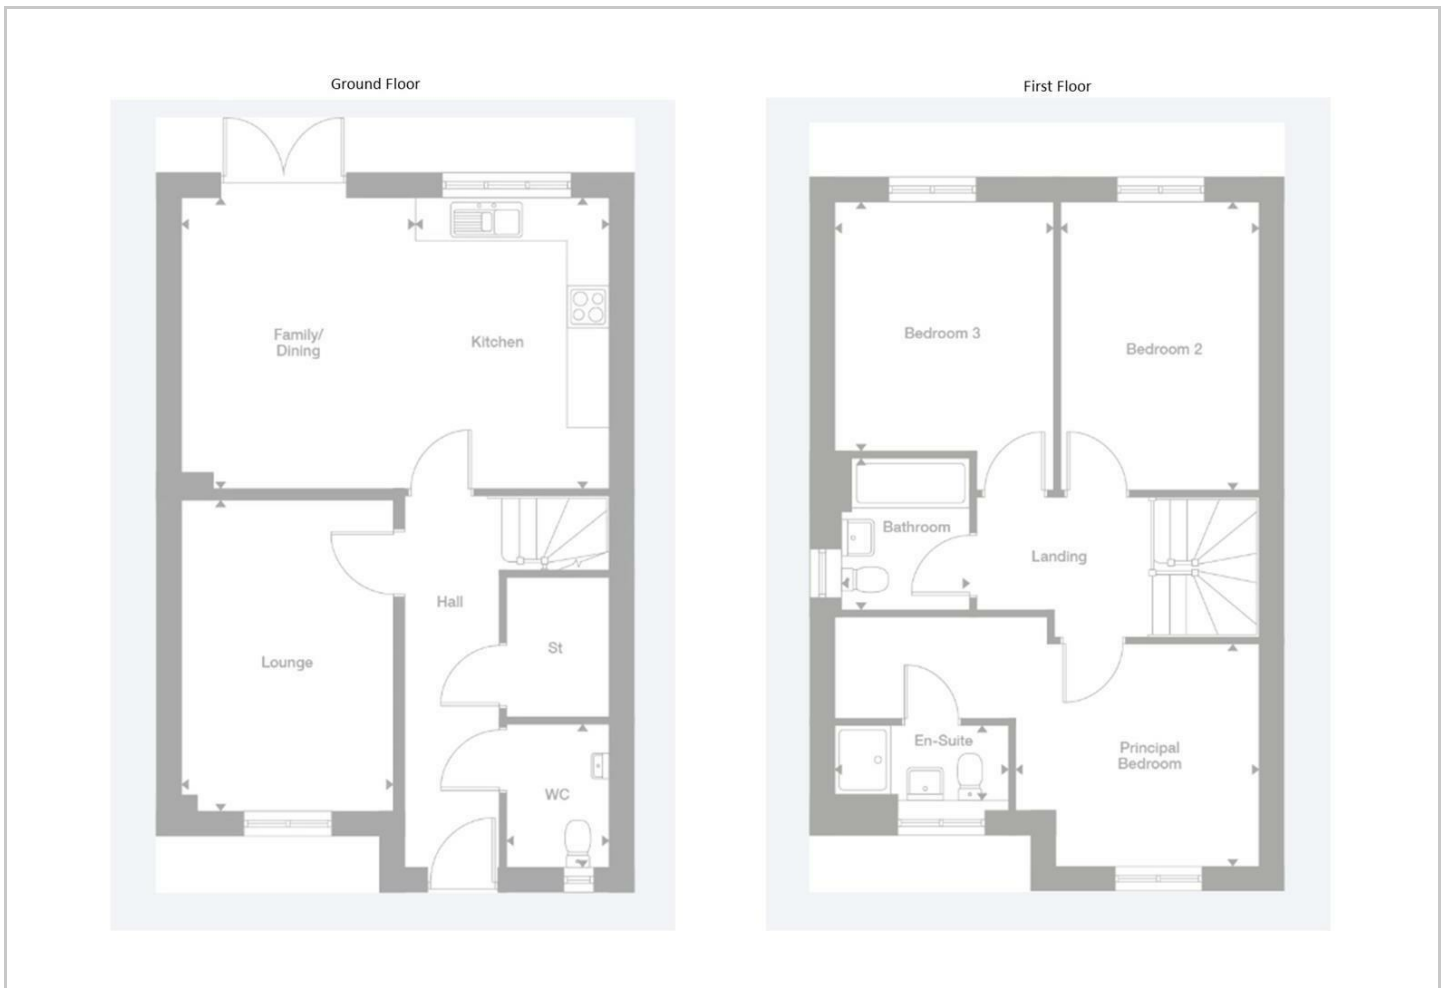 Ground Floor
Family/
Dining
Kitchen
Hall
Lounge
St
WC
First Floor
Bedroom 3
Bedroom 2
Bathroom
Landing
En-Suite
Principal
Bedroom